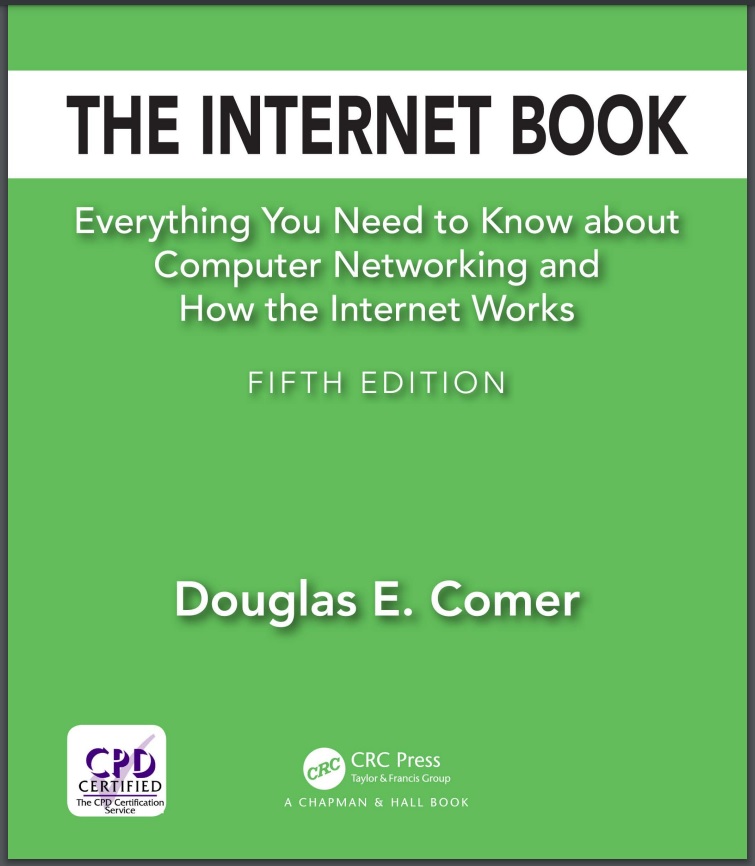 THE INTERNET BOOK
Everything You Need to Know about
Computer Networking and
How the Internet Works
FIFTH EDITION
Douglas E. Comer
CPD
CERTIFIED
The CPD Certification
Service
CRC
CRC Press
Taylor & Francis Group
A CHAPMAN & HALL BOOK